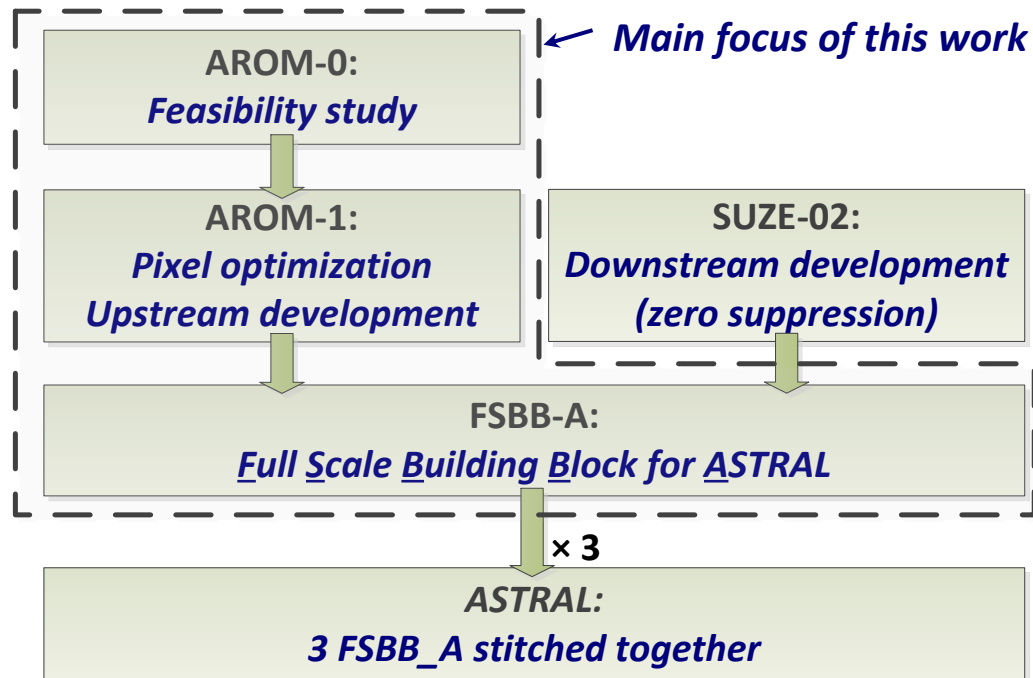 Main focus of this work
AROM-0:
Feasibility study
AROM-1:
Pixel optimization
Upstream development
SUZE-02:
Downstream development
(zero suppression)
FSBB-A:
Full Scale Building Block for ASTRAL
× 3
ASTRAL:
3 FSBB_A stitched together